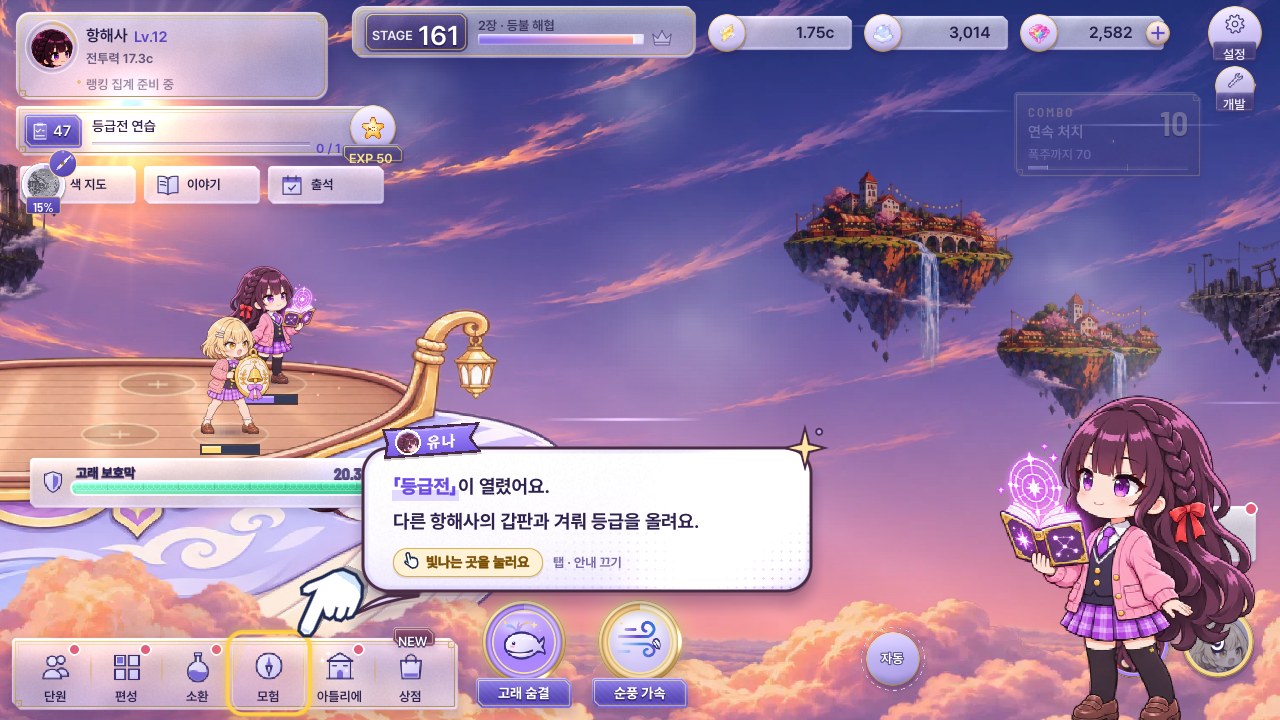 항해사 Lv.12
전투력 17.3c
랭킹 집계 준비 중
STAGE 161
2장 · 등불 해협
1.75c
3,014
2,582
설정
개발
47
등급전 연습
0 / 1
EXP 50
색 지도
15%
이야기
출석
COMBO
연속 처치
10
폭주까지 70
고래 보호막
20.3
유나
「등급전」이 열렸어요.
다른 항해사의 갑판과 겨뤄 등급을 올려요.
빛나는 곳을 눌러요
탭 · 안내 끄기
단원
편성
소환
모험
아틀리에
NEW
상점
고래 숨결
순풍 가속
자동